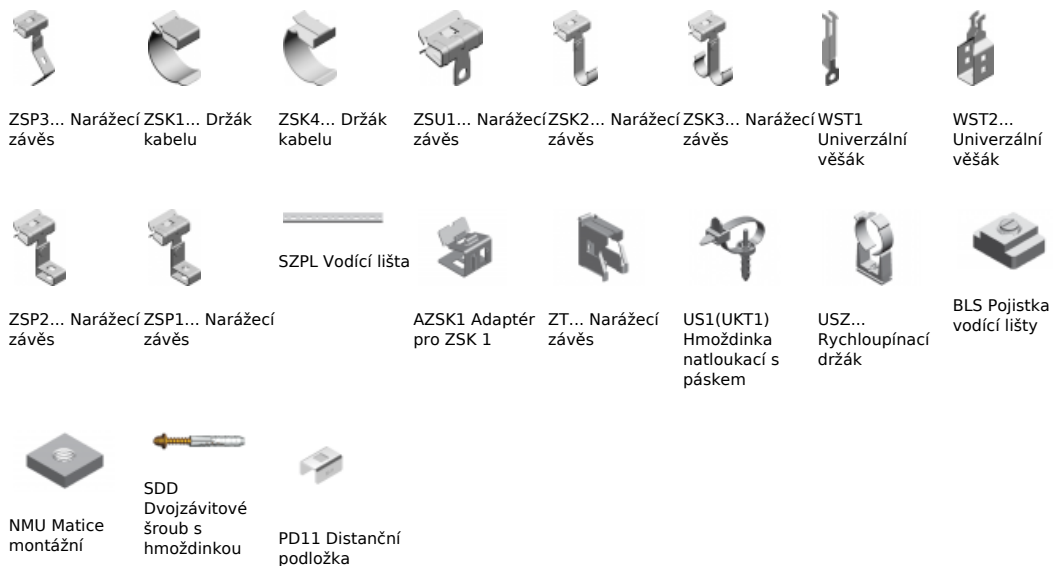 ZSP3... Narážecí
závěs
ZSK1... Držák
kabelu
ZSK4... Držák
kabelu
ZSU1... Narážecí
závěs
ZSK2... Narážecí
závěs
ZSK3... Narážecí
závěs
WST1
Univerzální
věšák
WST2...
Univerzální
věšák
ZSP2... Narážecí
závěs
ZSP1... Narážecí
závěs
SZPL Vodící lišta
AZSK1 Adaptér
pro ZSK 1
ZT... Narážecí
závěs
US1(UKT1)
Hmoždinka
natloukací s
páskem
USZ...
Rychloupínací
držák
BLS Pojistka
vodící lišty
NMU Matice
montážní
SDD
Dvojzávitové
šroub s
hmoždinkou
PD11 Distanční
podložka